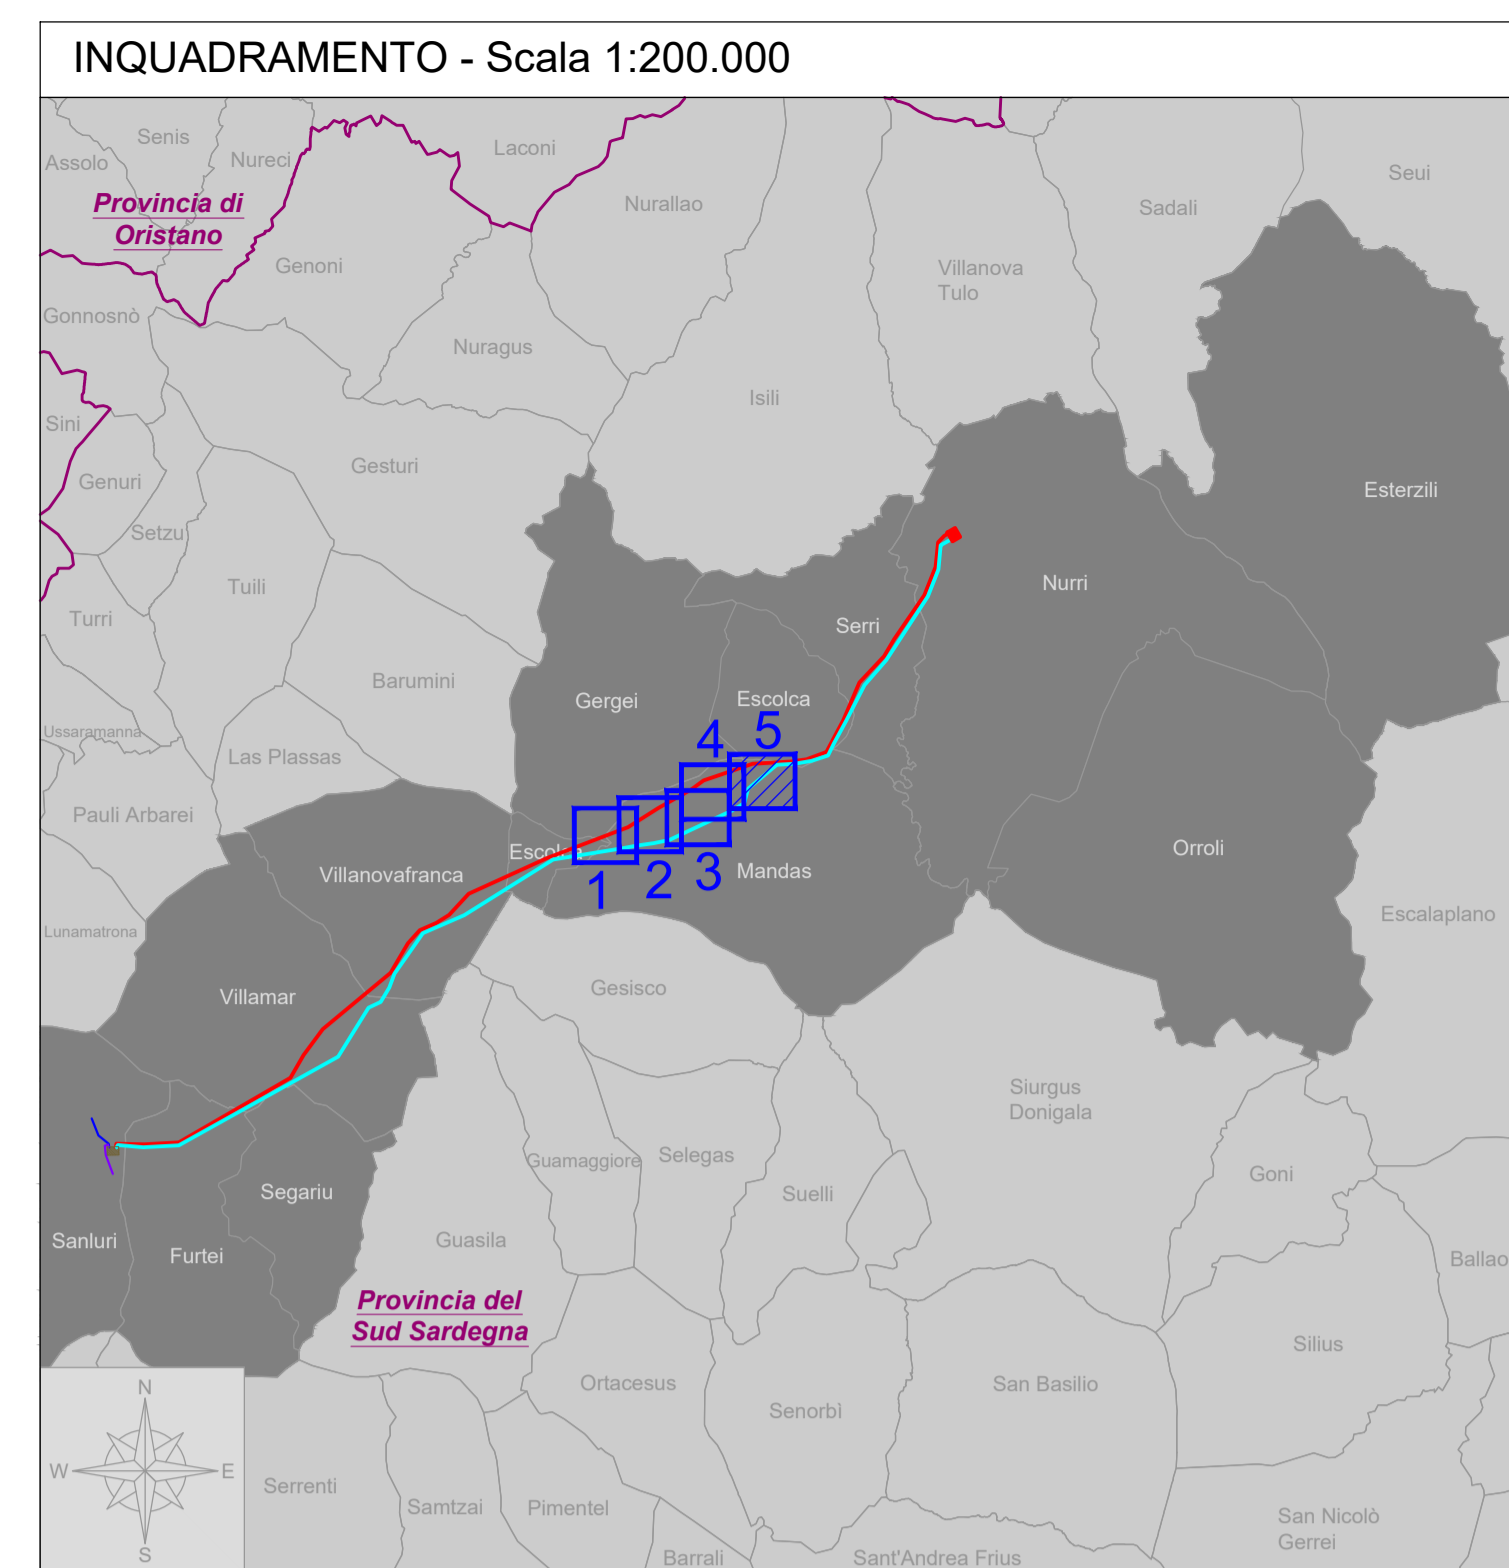 INQUADRAMENTO - Scala 1:200.000
Senis
Assolo
Nureci
Laconi
Seui
Provincia di
Oristano
Nurallao
Sadali
Genoni
Villanova
Tulo
Gonnosnò
Nuragus
Isili
Sini
Gesturi
Genuri
Esterzili
Setzu
Tuili
Nurri
Turri
Serri
Barumini
Gergei
Escolca
Ussaramanna
4
5
Las Plassas
Pauli Arbarei
Escolca
Orroli
Villanovafranca
1
2
3
Mandas
Escalaplano
Lunamatrona
Gesisco
Villamar
Siurgus
Donigala
Guamaggiore
Selegas
Goni
Segariu
Suelli
Sanluri
Guasila
Furtei
Ballao
Provincia del
Sud Sardegna
Silius
Ortacesus
San Basilio
N
Senorbì
W
E
Serrenti
Samtzai
Pimentel
San Nicolò
Gerrei
S
Barrali
Sant'Andrea Frius